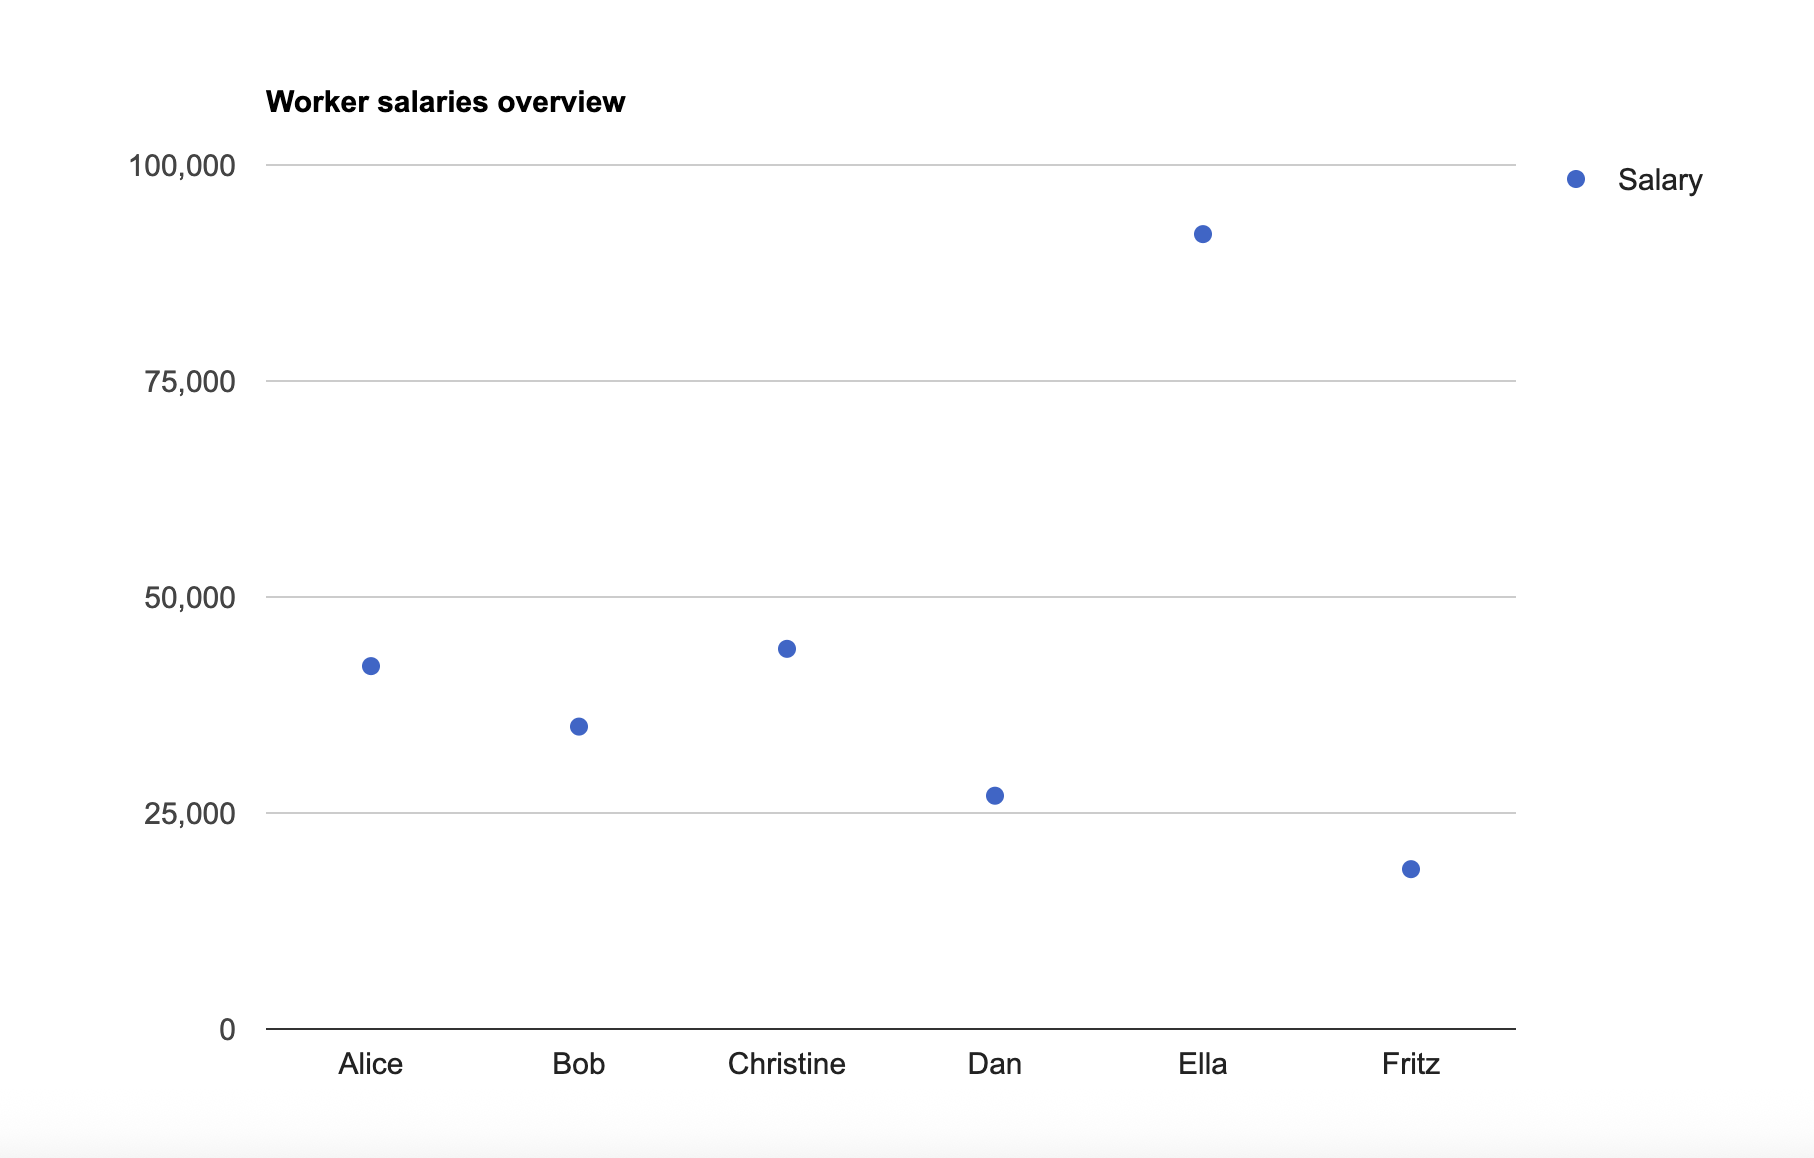 Worker salaries overview
100,000
Salary
75,000
50,000
25,000
0
Alice Bob Christine Dan Ella Fritz